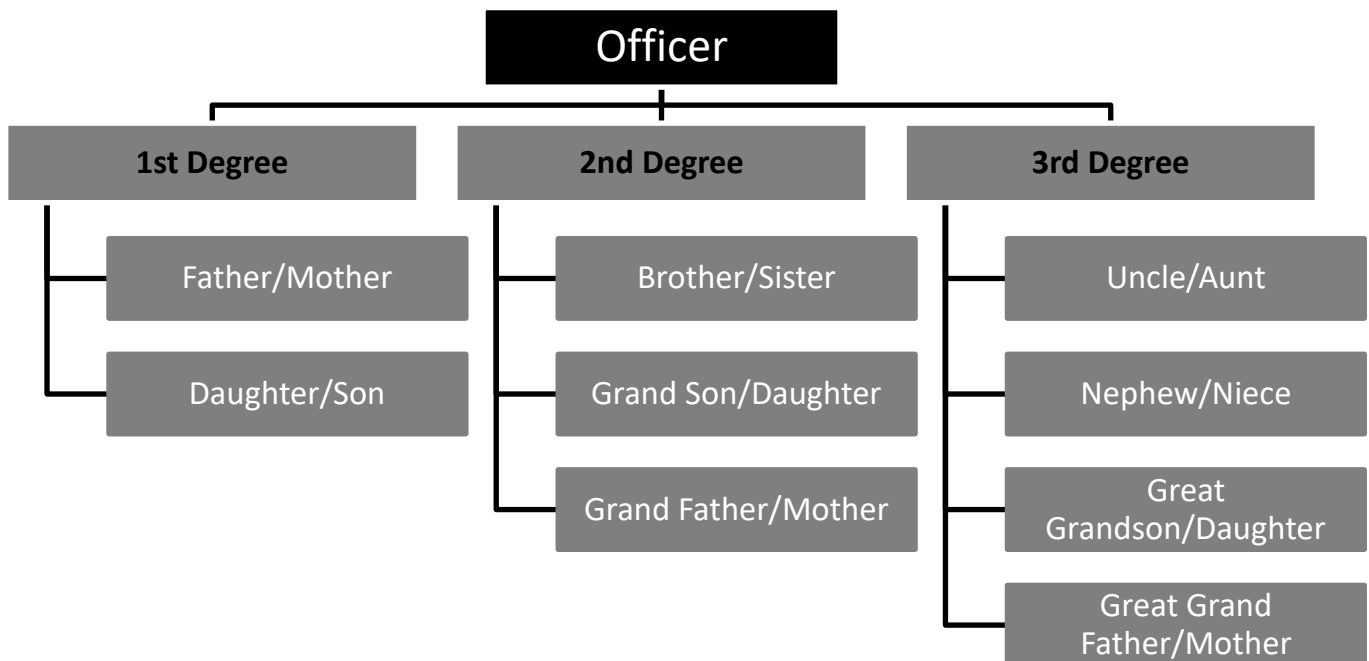 Officer
1st Degree
Father/Mother
Daughter/Son
2nd Degree
Brother/Sister
Grand Son/Daughter
Grand Father/Mother
3rd Degree
Uncle/Aunt
Nephew/Niece
Great
Grandson/Daughter
Great Grand
Father/Mother